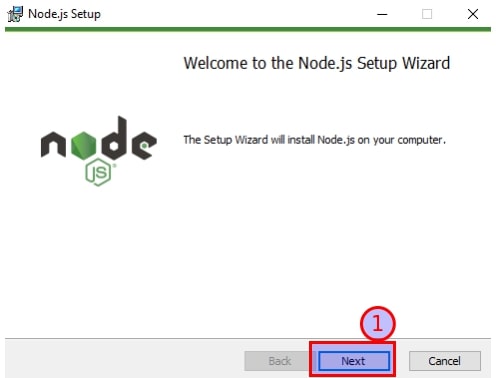 Node.js Setup
Welcome to the Node.js Setup Wizard
node
JS
The Setup Wizard will install Node.js on your computer.
1
Back
Next
Cancel